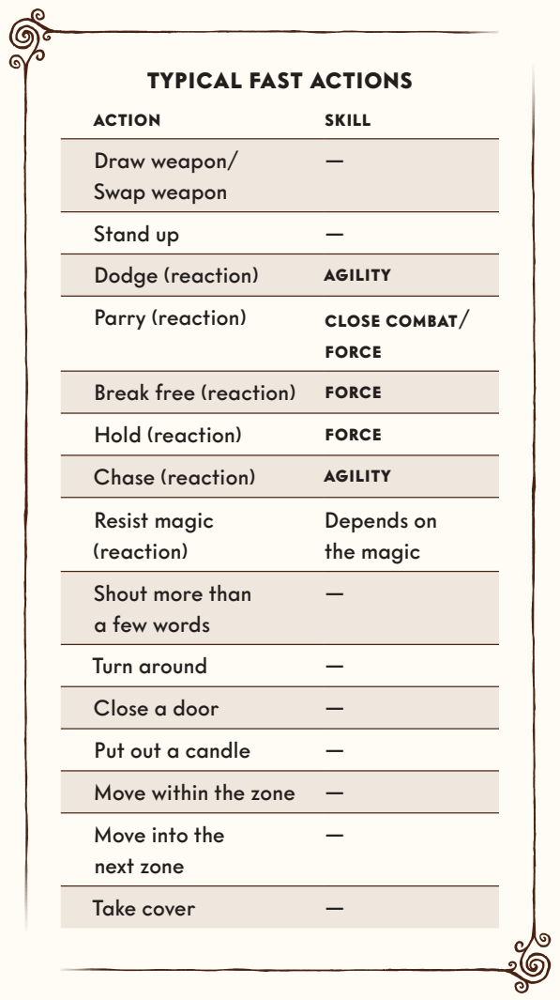 TYPICAL FAST ACTIONS
ACTION SKILL
Draw weapon/ —
Swap weapon
Stand up —
Dodge (reaction) AGILITY
Parry (reaction) CLOSE COMBAT/
FORCE
Break free (reaction) FORCE
Hold (reaction) FORCE
Chase (reaction) AGILITY
Resist magic Depends on
(reaction) the magic
Shout more than —
a few words
Turn around —
Close a door —
Put out a candle —
Move within the zone —
Move into the —
next zone
Take cover —